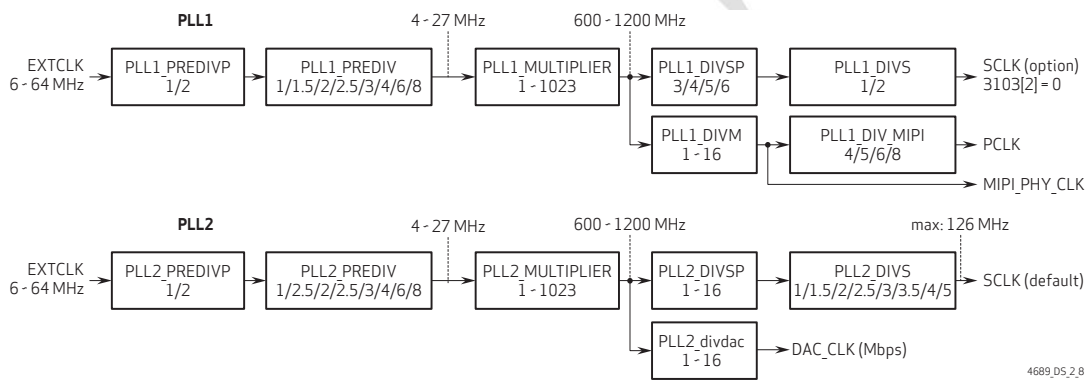 PLL1
4 - 27 MHz
600 - 1200 MHz
EXTCLK
6 - 64 MHz
PLL1_PREDIVP
1/2
PLL1_PREDIV
1/1.5/2/2.5/3/4/6/8
PLL1_MULTIPLIER
1 - 1023
PLL1_DIVSP
3/4/5/6
PLL1_DIVS
1/2
SCLK (option)
3103[2] = 0
PLL1_DIVM
1 - 16
PLL1_DIV_MIPI
4/5/6/8
PCLK
MIPI_PHY_CLK
PLL2
4 - 27 MHz
600 - 1200 MHz
max: 126 MHz
EXTCLK
6 - 64 MHz
PLL2_PREDIVP
1/2
PLL2_PREDIV
1/2.5/2/2.5/3/4/6/8
PLL2_MULTIPLIER
1 - 1023
PLL2_DIVSP
1 - 16
PLL2_DIVS
1/1.5/2/2.5/3/3.5/4/5
SCLK (default)
PLL2_divdac
1 - 16
DAC_CLK (Mbps)
4689_DS_2_8